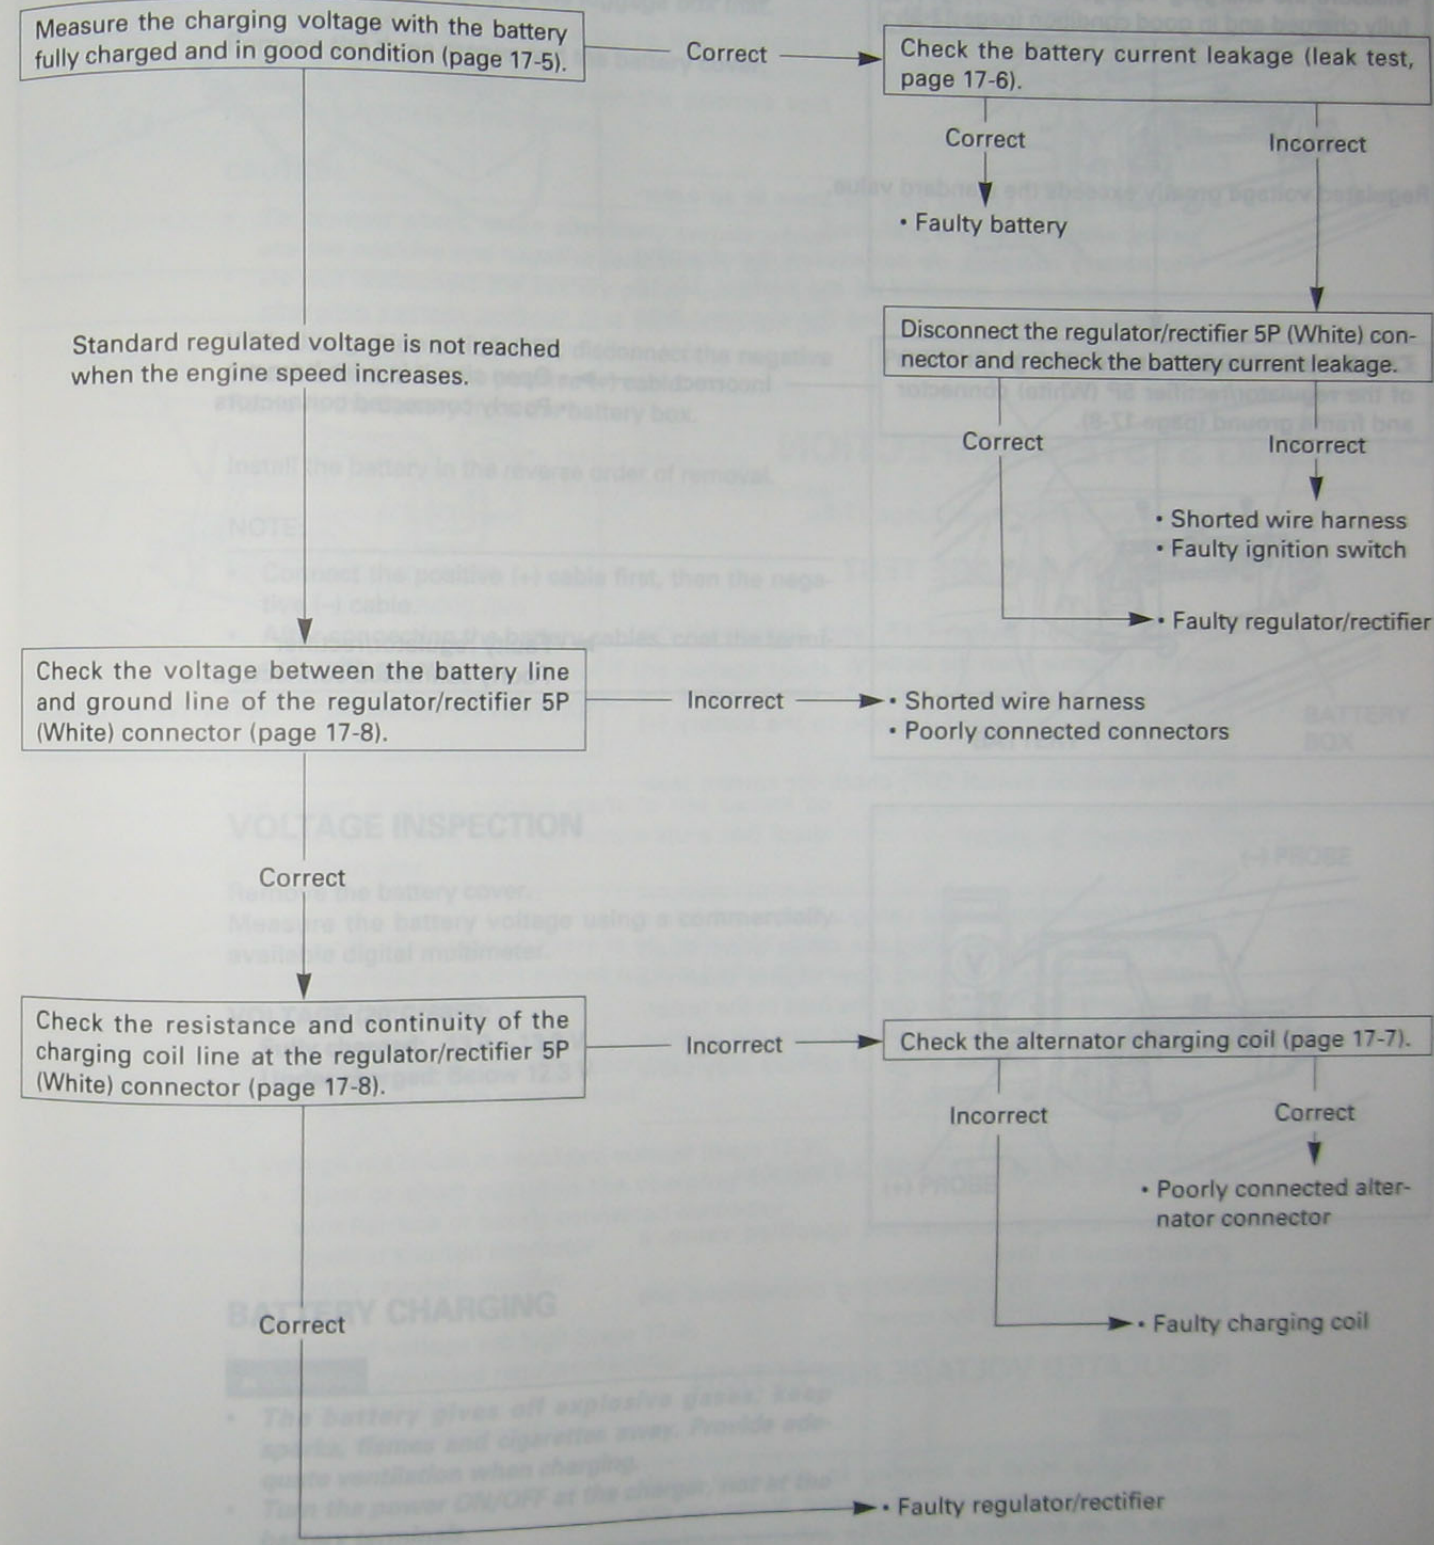 Measure the charging voltage with the battery
fully charged and in good condition (page 17-5).
Correct
Check the battery current leakage (leak test,
page 17-6).
Correct
Incorrect
• Faulty battery
Standard regulated voltage is not reached
when the engine speed increases.
Disconnect the regulator/rectifier 5P (White) con-
nector and recheck the battery current leakage.
Correct
Incorrect
• Shorted wire harness
• Faulty ignition switch
• Faulty regulator/rectifier
Check the voltage between the battery line
and ground line of the regulator/rectifier 5P
(White) connector (page 17-8).
Incorrect
• Shorted wire harness
• Poorly connected connectors
Correct
Check the resistance and continuity of the
charging coil line at the regulator/rectifier 5P
(White) connector (page 17-8).
Incorrect
Check the alternator charging coil (page 17-7).
Incorrect
Correct
• Poorly connected alter-
nator connector
• Faulty charging coil
Correct
• Faulty regulator/rectifier